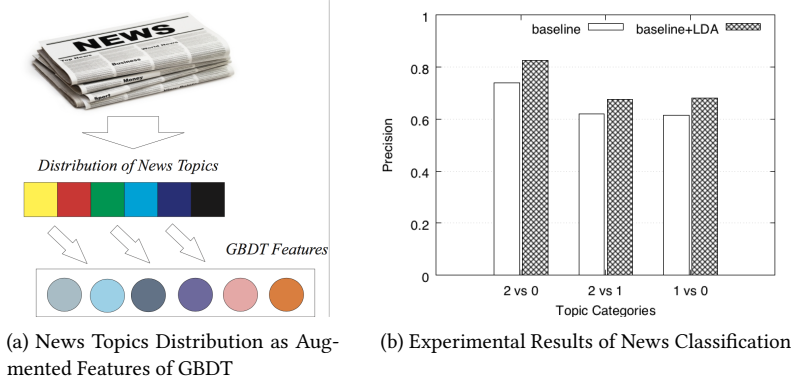 NEWS
Top News
World News
Business
Money
Sport
Distribution of News Topics
GBDT Features
(a) News Topics Distribution as Aug-
mented Features of GBDT
baseline
baseline+LDA
1
0.8
0.6
0.4
0.2
0
Precision
2 vs 0
2 vs 1
1 vs 0
Topic Categories
(b) Experimental Results of News Classification